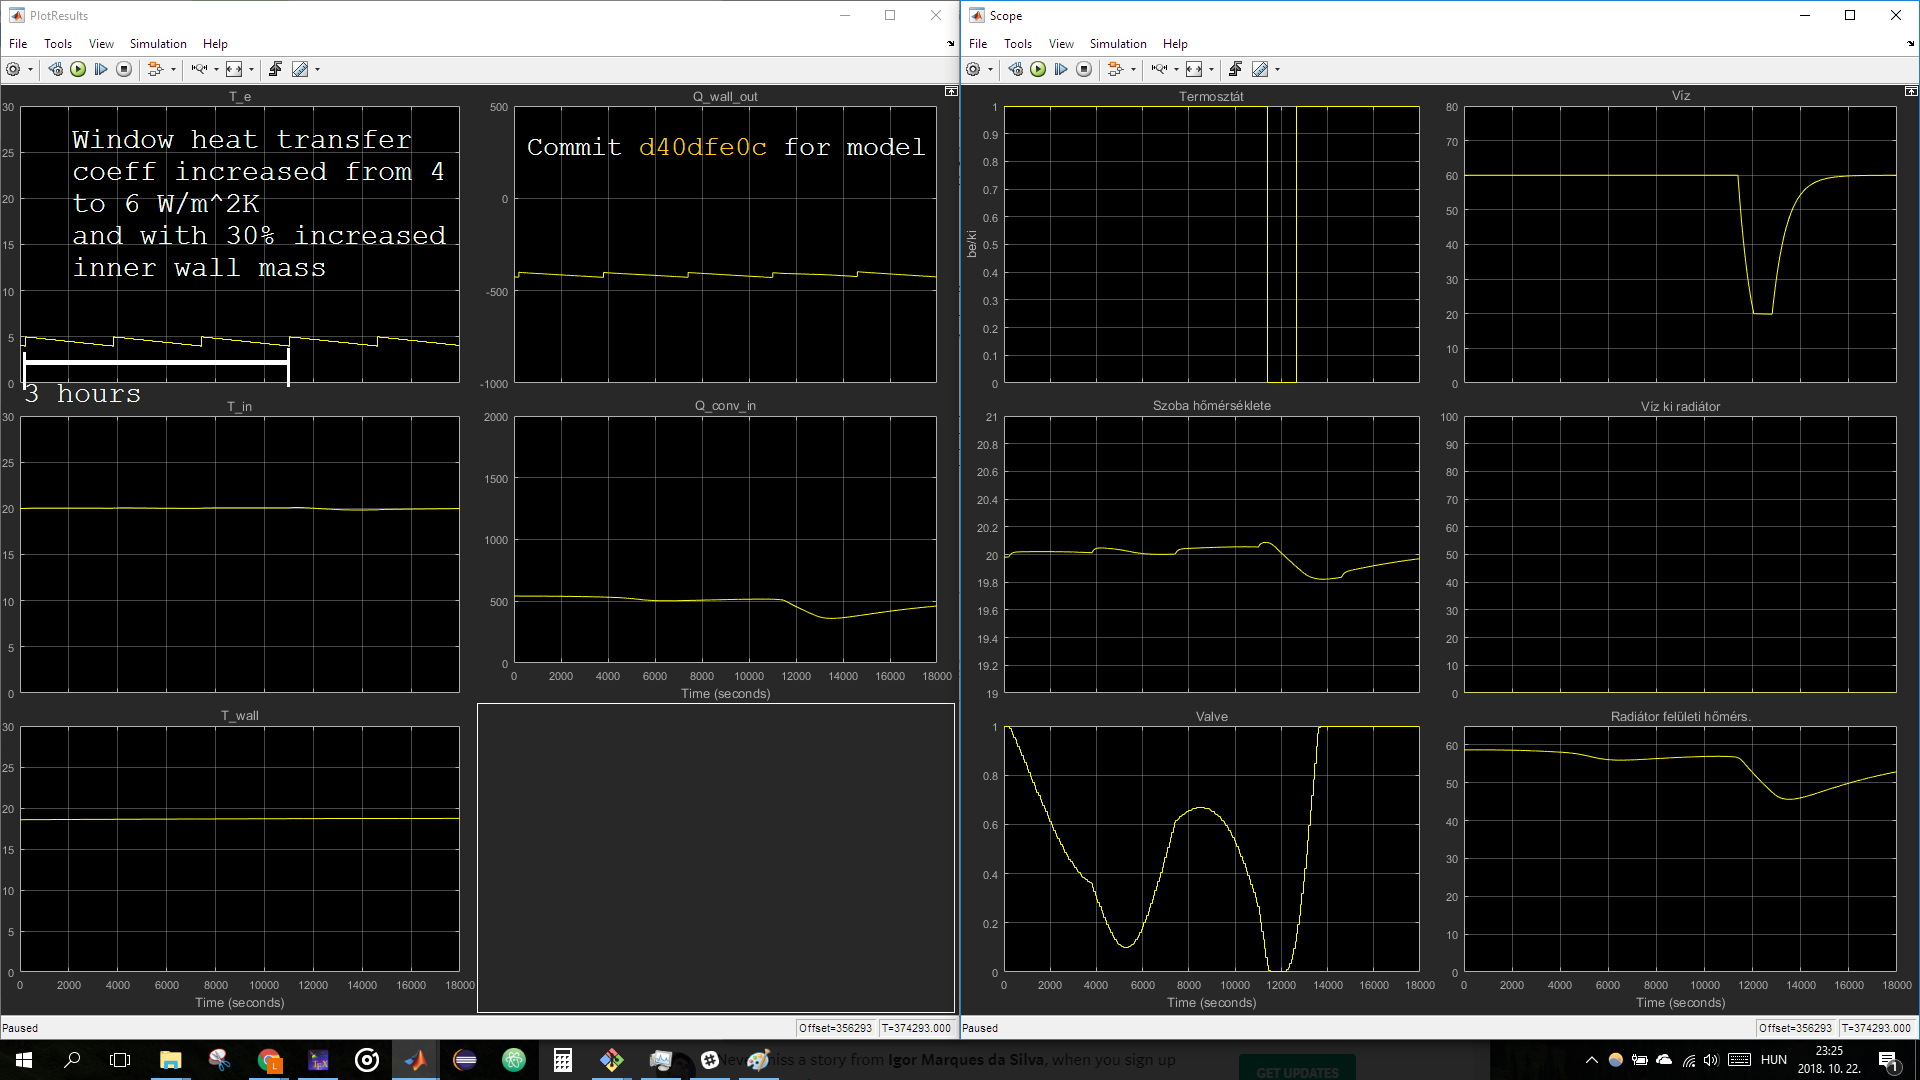 PlotResults
File Tools View Simulation Help
T_e
30
25
20
15
10
5
0
Window heat transfer
coeff increased from 4
to 6 W/m^2K
and with 30% increased
inner wall mass
3 hours
Q_wall_out
500
0
-500
-1000
Commit d40dfe0c for model
T_in
30
25
20
15
10
5
0
Q_conv_in
2000
1500
1000
500
0
0 2000 4000 6000 8000 10000 12000 14000 16000 18000
Time (seconds)
T_wall
30
25
20
15
10
5
0
0 2000 4000 6000 8000 10000 12000 14000 16000 18000
Time (seconds)
Paused
Offset=356293 T=374293.000
Scope
File Tools View Simulation Help
Termosztát
1
0.9
0.8
0.7
0.6
0.5
0.4
0.3
0.2
0.1
0
be/ki
Víz
80
70
60
50
40
30
20
10
0
Szoba hőmérséklete
21
20.8
20.6
20.4
20.2
20
19.8
19.6
19.4
19.2
19
Víz ki radiátor
100
90
80
70
60
50
40
30
20
10
0
Valve
1
0.8
0.6
0.4
0.2
0
0 2000 4000 6000 8000 10000 12000 14000 16000 18000
Time (seconds)
Radiátor felületi hőmérs.
60
50
40
30
20
10
0
0 2000 4000 6000 8000 10000 12000 14000 16000 18000
Time (seconds)
Paused
Offset=356293 T=374293.000
miss a story from Igor Marques da Silva, when you sign up
GET UPDATES
HUN
23:25
2018. 10. 22.
1